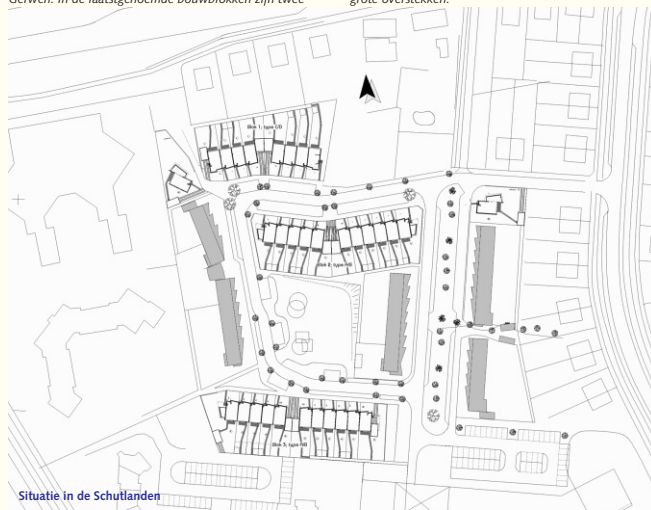 Gerwen. In de laatstgenoemde bouwblokken zijn twee
grote overstekken.
Blok 1; type
Blok 2; type
Blok 3; type
Situatie in de Schutlanden